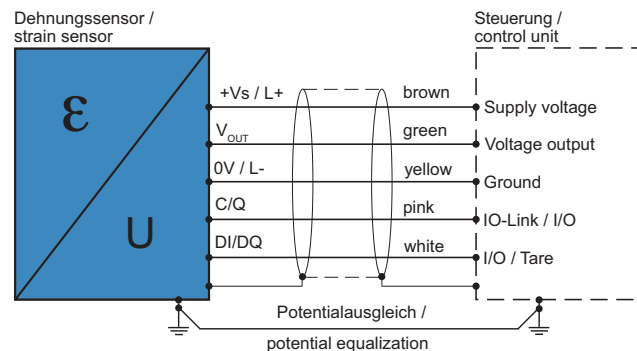 Dehnungssensor /
strain sensor
Steuerung /
control unit
ε
U
+Vs / L+
brown
Supply voltage
VOUT
green
Voltage output
0V / L-
yellow
Ground
C/Q
pink
IO-Link / I/O
DI/DQ
white
I/O / Tare
Potentialausgleich /
potential equalization